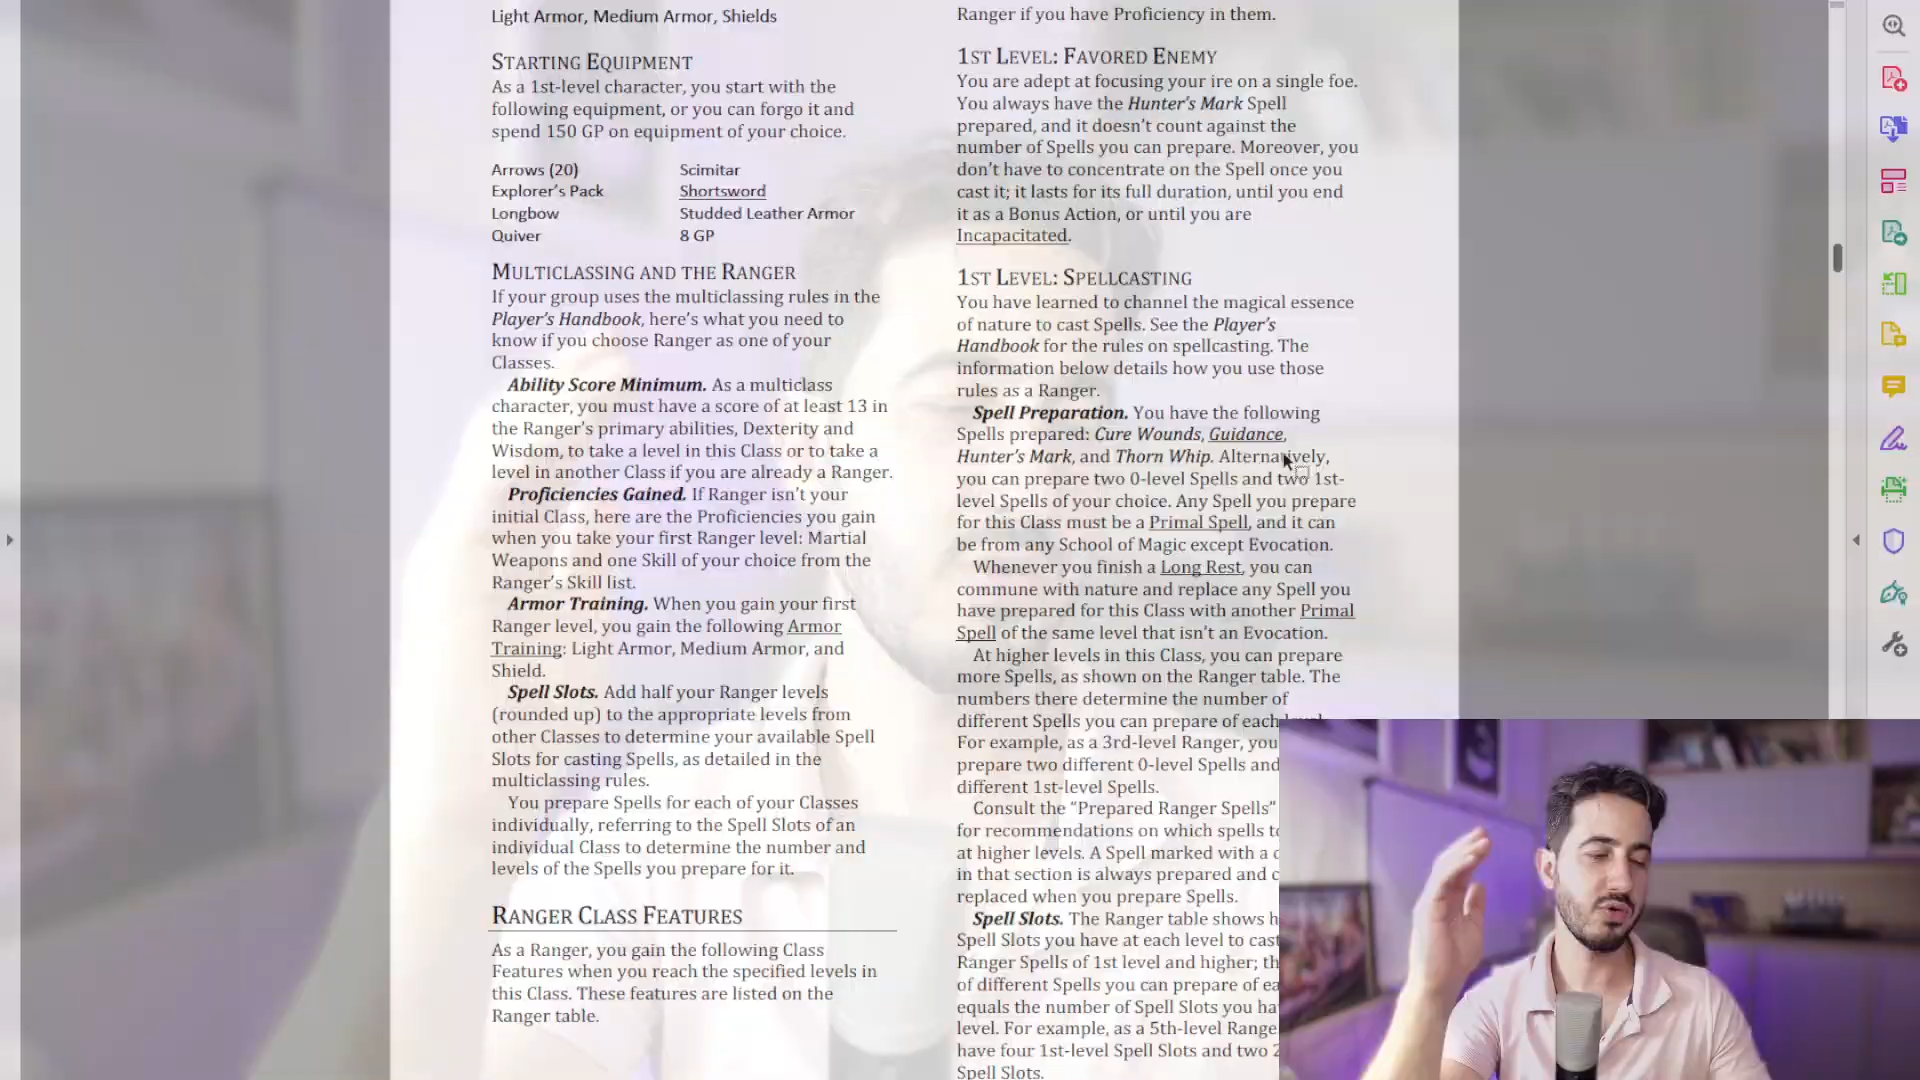 Light Armor, Medium Armor, Shields
STARTING EQUIPMENT
As a 1st-level character, you start with the
following equipment, or you can forgo it and
spend 150 GP on equipment of your choice.
Arrows (20) Scimitar
Explorer's Pack Shortsword
Longbow Studded Leather Armor
Quiver 8 GP
MULTICLASSING AND THE RANGER
If your group uses the multiclassing rules in the
Player's Handbook, here's what you need to
know if you choose Ranger as one of your
Classes.
Ability Score Minimum. As a multiclass
character, you must have a score of at least 13 in
the Ranger's primary abilities, Dexterity and
Wisdom, to take a level in this Class or to take a
level in another Class if you are already a Ranger.
Proficiencies Gained. If Ranger isn't your
initial Class, here are the Proficiencies you gain
when you take your first Ranger level: Martial
Weapons and one Skill of your choice from the
Ranger's Skill list.
Armor Training. When you gain your first
Ranger level, you gain the following Armor
Training: Light Armor, Medium Armor, and
Shield.
Spell Slots. Add half your Ranger levels
(rounded up) to the appropriate levels from
other Classes to determine your available Spell
Slots for casting Spells, as detailed in the
multiclassing rules.
You prepare Spells for each of your Classes
individually, referring to the Spell Slots of an
individual Class to determine the number and
levels of the Spells you prepare for it.
RANGER CLASS FEATURES
As a Ranger, you gain the following Class
Features when you reach the specified levels in
this Class. These features are listed on the
Ranger table.
Ranger if you have Proficiency in them.
1ST LEVEL: FAVORED ENEMY
You are adept at focusing your ire on a single foe.
You always have the Hunter's Mark Spell
prepared, and it doesn't count against the
number of Spells you can prepare. Moreover, you
don't have to concentrate on the Spell once you
cast it; it lasts for its full duration, until you end
it as a Bonus Action, or until you are
Incapacitated.
1ST LEVEL: SPELLCASTING
You have learned to channel the magical essence
of nature to cast Spells. See the Player's
Handbook for the rules on spellcasting. The
information below details how you use those
rules as a Ranger.
Spell Preparation. You have the following
Spells prepared: Cure Wounds, Guidance,
Hunter's Mark, and Thorn Whip. Alternatively,
you can prepare two 0-level Spells and two 1st-
level Spells of your choice. Any Spell you prepare
for this Class must be a Primal Spell, and it can
be from any School of Magic except Evocation.
Whenever you finish a Long Rest, you can
commune with nature and replace any Spell you
have prepared for this Class with another Primal
Spell of the same level that isn't an Evocation.
At higher levels in this Class, you can prepare
more Spells, as shown on the Ranger table. The
numbers there determine the number of
different Spells you can prepare of each level.
For example, as a 3rd-level Ranger, you
prepare two different 0-level Spells and
different 1st-level Spells.
Consult the "Prepared Ranger Spells"
for recommendations on which spells to
at higher levels. A Spell marked with a
in that section is always prepared and
replaced when you prepare Spells.
Spell Slots. The Ranger table shows
Spell Slots you have at each level to cast
Ranger Spells of 1st level and higher;
of different Spells you can prepare of
equals the number of Spell Slots you
level. For example, as a 5th-level
have four 1st-level Spell Slots and two
Spell Slots.